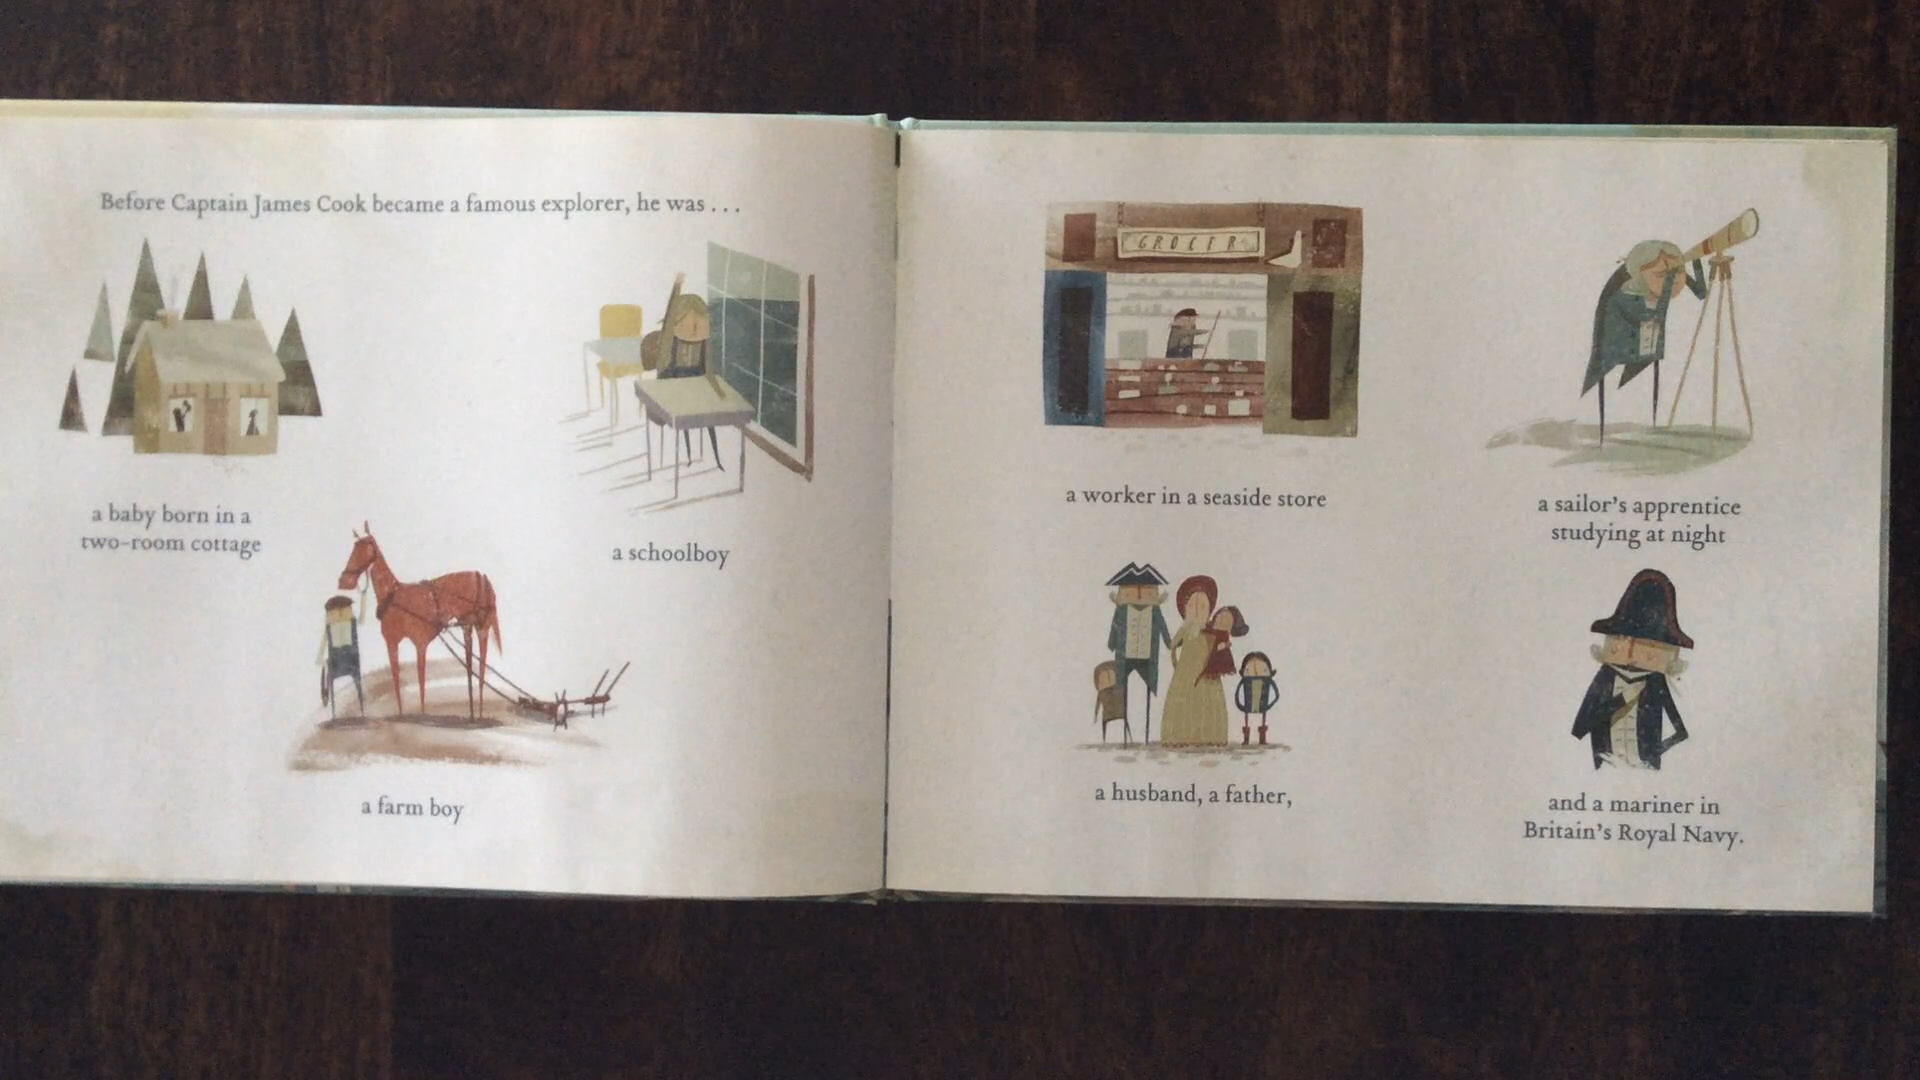 Before Captain James Cook became a famous explorer, he was . . .
a baby born in a
two-room cottage
a farm boy
a schoolboy
GROCER
a worker in a seaside store
a sailor’s apprentice
studying at night
a husband, a father,
and a mariner in
Britain’s Royal Navy.